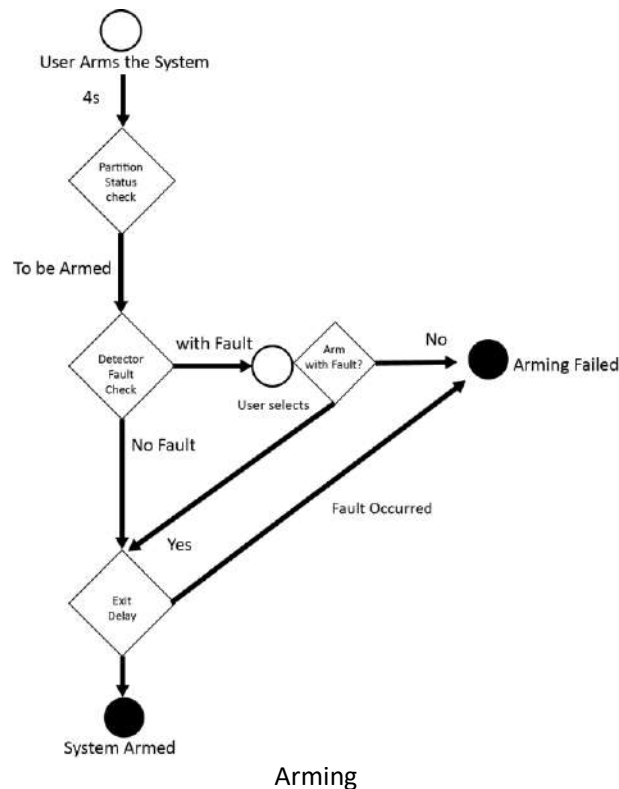 User Arms the System
4s
Partition
Status
check
To be Armed
Detector
Fault
Check
with Fault
User selects
Arm
with Fault?
No
Arming Failed
No Fault
Yes
Fault Occurred
Exit
Delay
System Armed
Arming